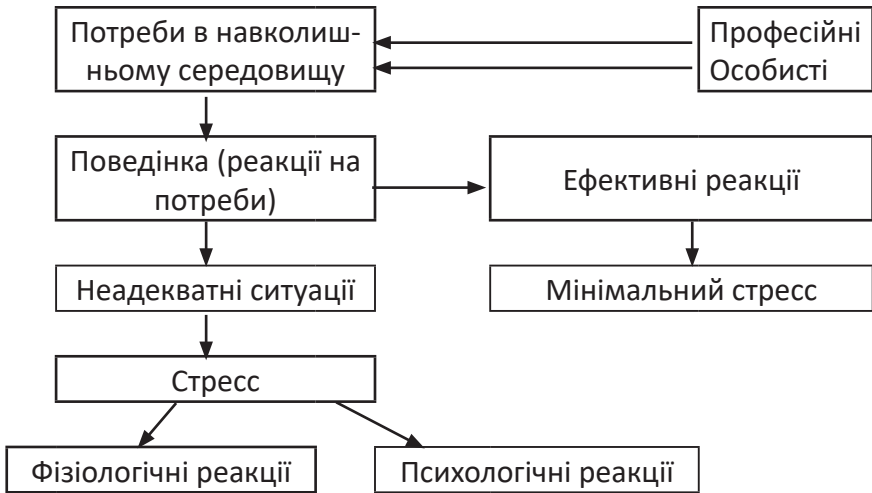 Потреби в навколиш-
ньому середовищу
Професійні
Особисті
Поведінка (реакції на
потреби)
Ефективні реакції
Неадекватні ситуації
Мінімальний стресс
Стресс
Фізіологічні реакції
Психологічні реакції